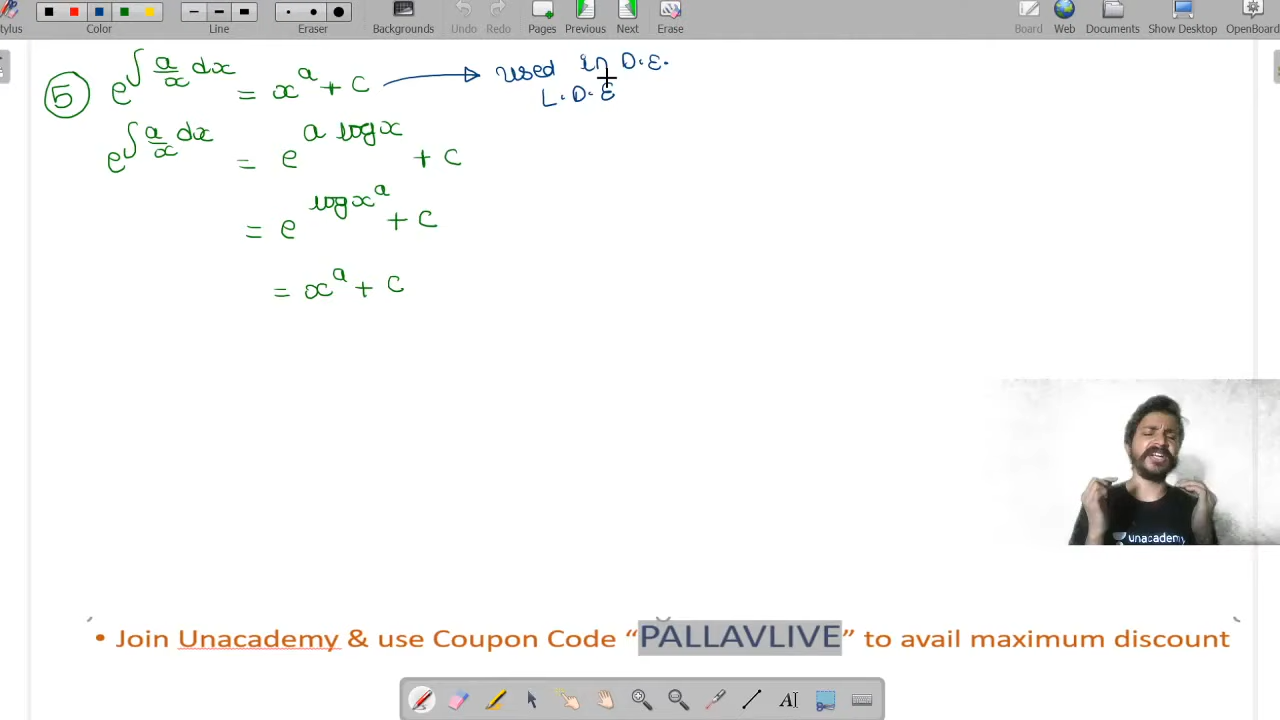 Stylus Color Line Eraser Backgrounds Undo Redo Pages Previous Next Erase Board Web Documents Show Desktop OpenBoard
⑤ e^{∫ a/x dx} = x^a + c → used in D.E.
L.D.E
e^{∫ a/x dx} = e^{a log x} + c
= e^{log x^a} + c
= x^a + c
unacademy
• Join Unacademy & use Coupon Code “PALLAVLIVE” to avail maximum discount